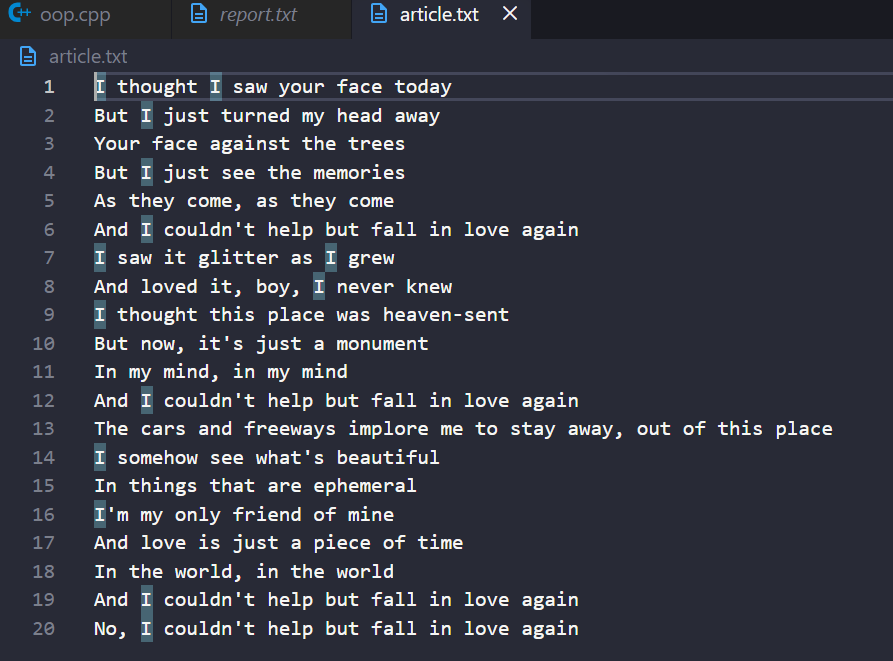 oop.cpp report.txt article.txt
article.txt
1 I thought I saw your face today
2 But I just turned my head away
3 Your face against the trees
4 But I just see the memories
5 As they come, as they come
6 And I couldn't help but fall in love again
7 I saw it glitter as I grew
8 And loved it, boy, I never knew
9 I thought this place was heaven-sent
10 But now, it's just a monument
11 In my mind, in my mind
12 And I couldn't help but fall in love again
13 The cars and freeways implore me to stay away, out of this place
14 I somehow see what's beautiful
15 In things that are ephemeral
16 I'm my only friend of mine
17 And love is just a piece of time
18 In the world, in the world
19 And I couldn't help but fall in love again
20 No, I couldn't help but fall in love again